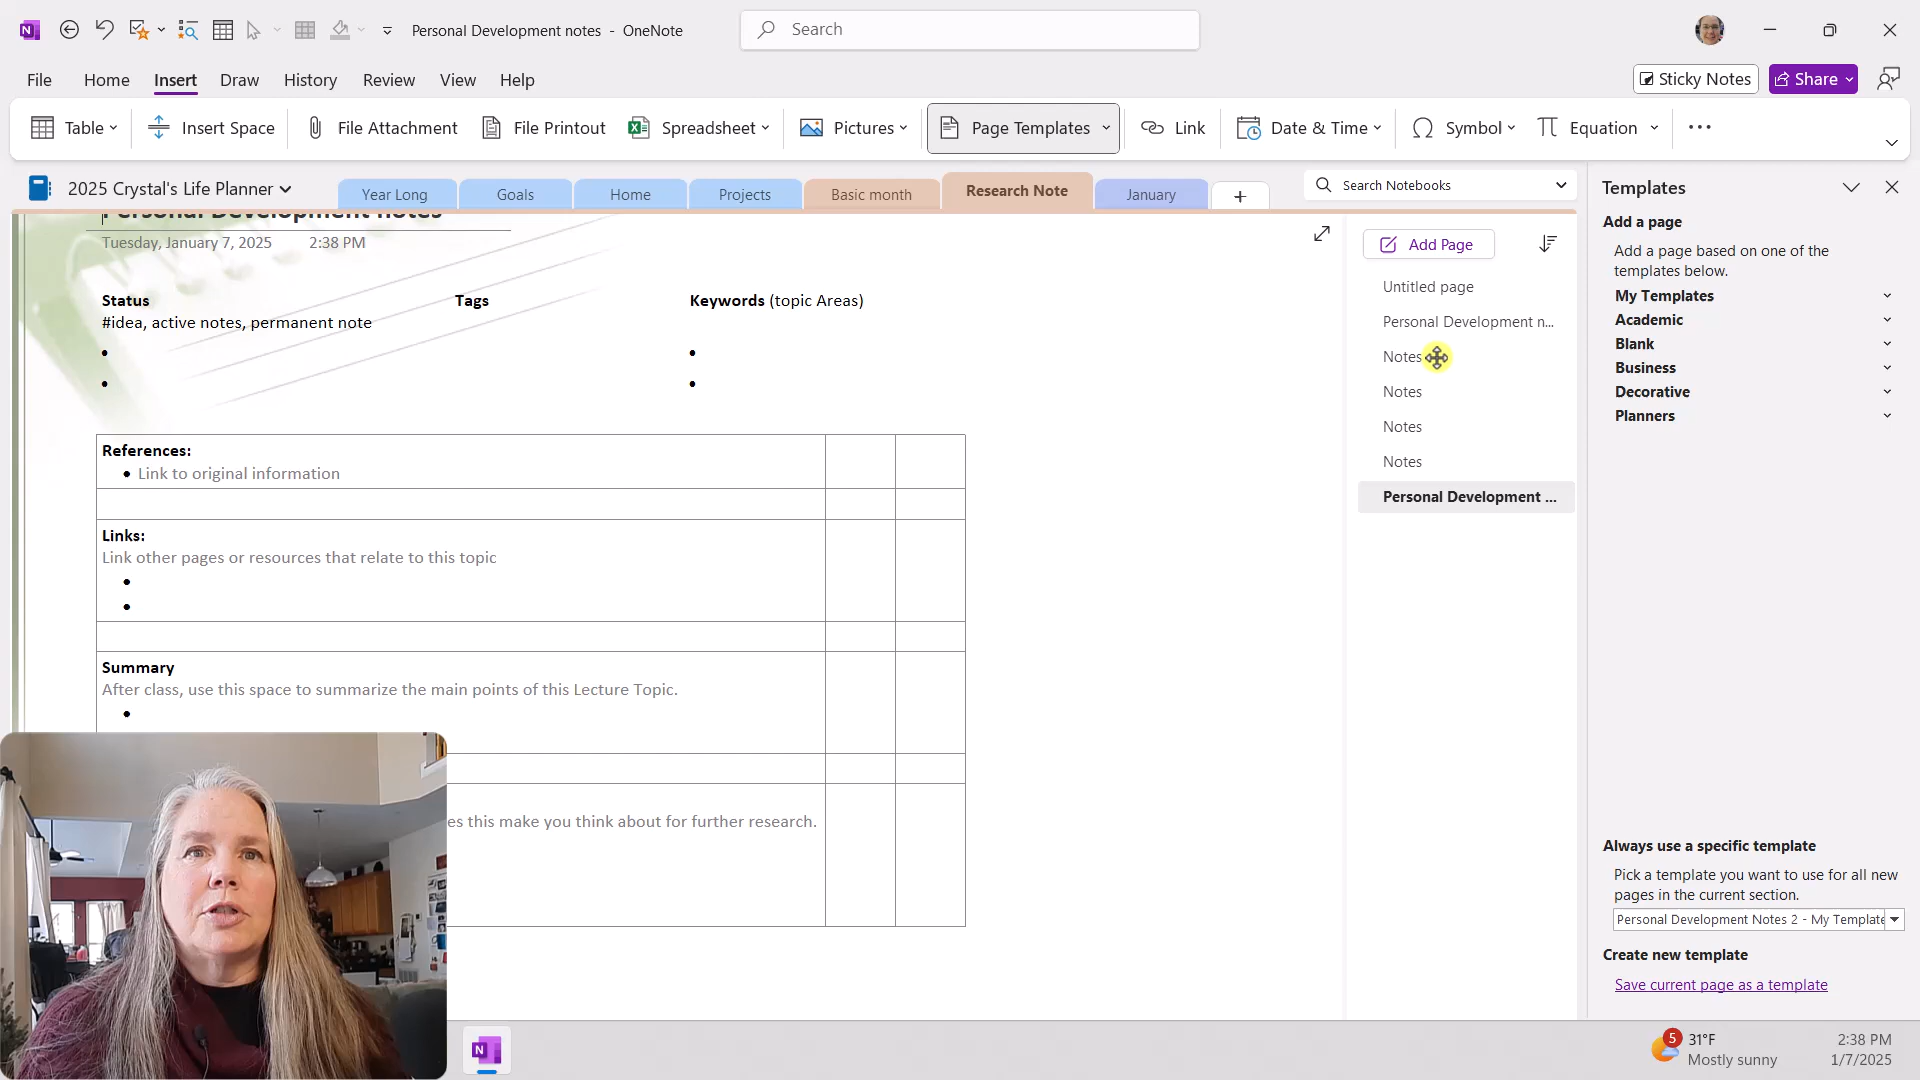 Personal Development notes - OneNote
Search
File Home Insert Draw History Review View Help
Sticky Notes Share
Table Insert Space File Attachment File Printout Spreadsheet Pictures Page Templates Link Date & Time Symbol Equation
2025 Crystal's Life Planner
Year Long Goals Home Projects Basic month Research Note January
Search Notebooks
Personal Development notes
Tuesday, January 7, 2025 2:38 PM
Status
#idea, active notes, permanent note
Tags
Keywords (topic Areas)
References:
Link to original information
Links:
Link other pages or resources that relate to this topic
Summary
After class, use this space to summarize the main points of this Lecture Topic.
es this make you think about for further research.
Add Page
Untitled page
Personal Development n...
Notes
Notes
Notes
Notes
Personal Development ...
Templates
Add a page
Add a page based on one of the
templates below.
My Templates
Academic
Blank
Business
Decorative
Planners
Always use a specific template
Pick a template you want to use for all new
pages in the current section.
Personal Development Notes 2 - My Template
Create new template
Save current page as a template
5
31°F
Mostly sunny
2:38 PM
1/7/2025